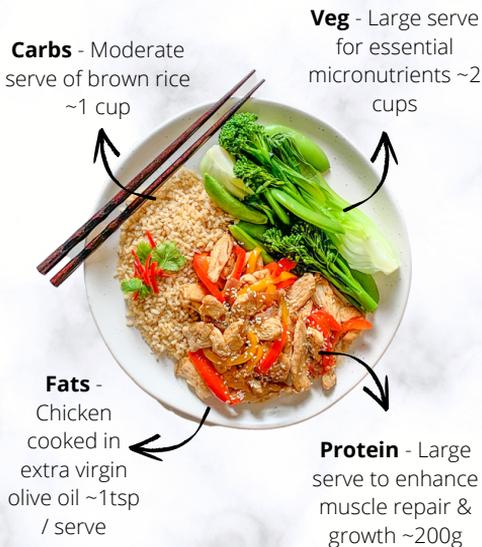 Carbs - Moderate
serve of brown rice
~1 cup
Veg - Large serve
for essential
micronutrients ~2
cups
Fats -
Chicken
cooked in
extra virgin
olive oil ~1tsp
/ serve
Protein - Large
serve to enhance
muscle repair &
growth ~200g